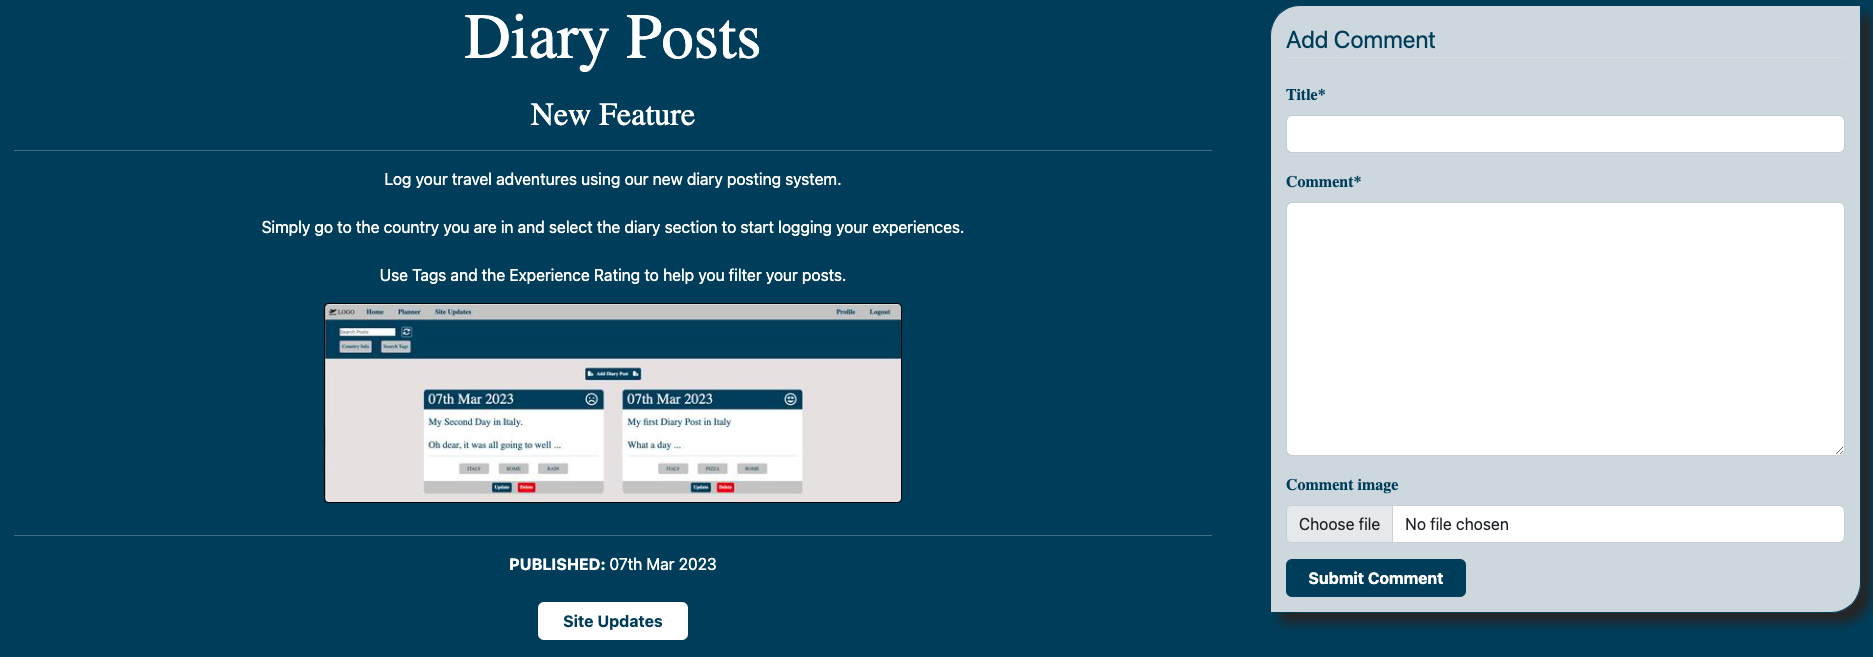 Diary Posts
New Feature
Log your travel adventures using our new diary posting system.
Simply go to the country you are in and select the diary section to start logging your experiences.
Use Tags and the Experience Rating to help you filter your posts.
LOGO Home Planner Site Updates Profile Logout
Search Posts
Country Info Search Tags
Add Diary Post
07th Mar 2023
My Second Day in Italy.
Oh dear, it was all going to well ...
ITALY ROME RAIN
Update Delete
07th Mar 2023
My first Diary Post in Italy
What a day ...
ITALY PIZZA ROME
Update Delete
PUBLISHED: 07th Mar 2023
Site Updates
Add Comment
Title*
Comment*
Comment image
Choose file No file chosen
Submit Comment